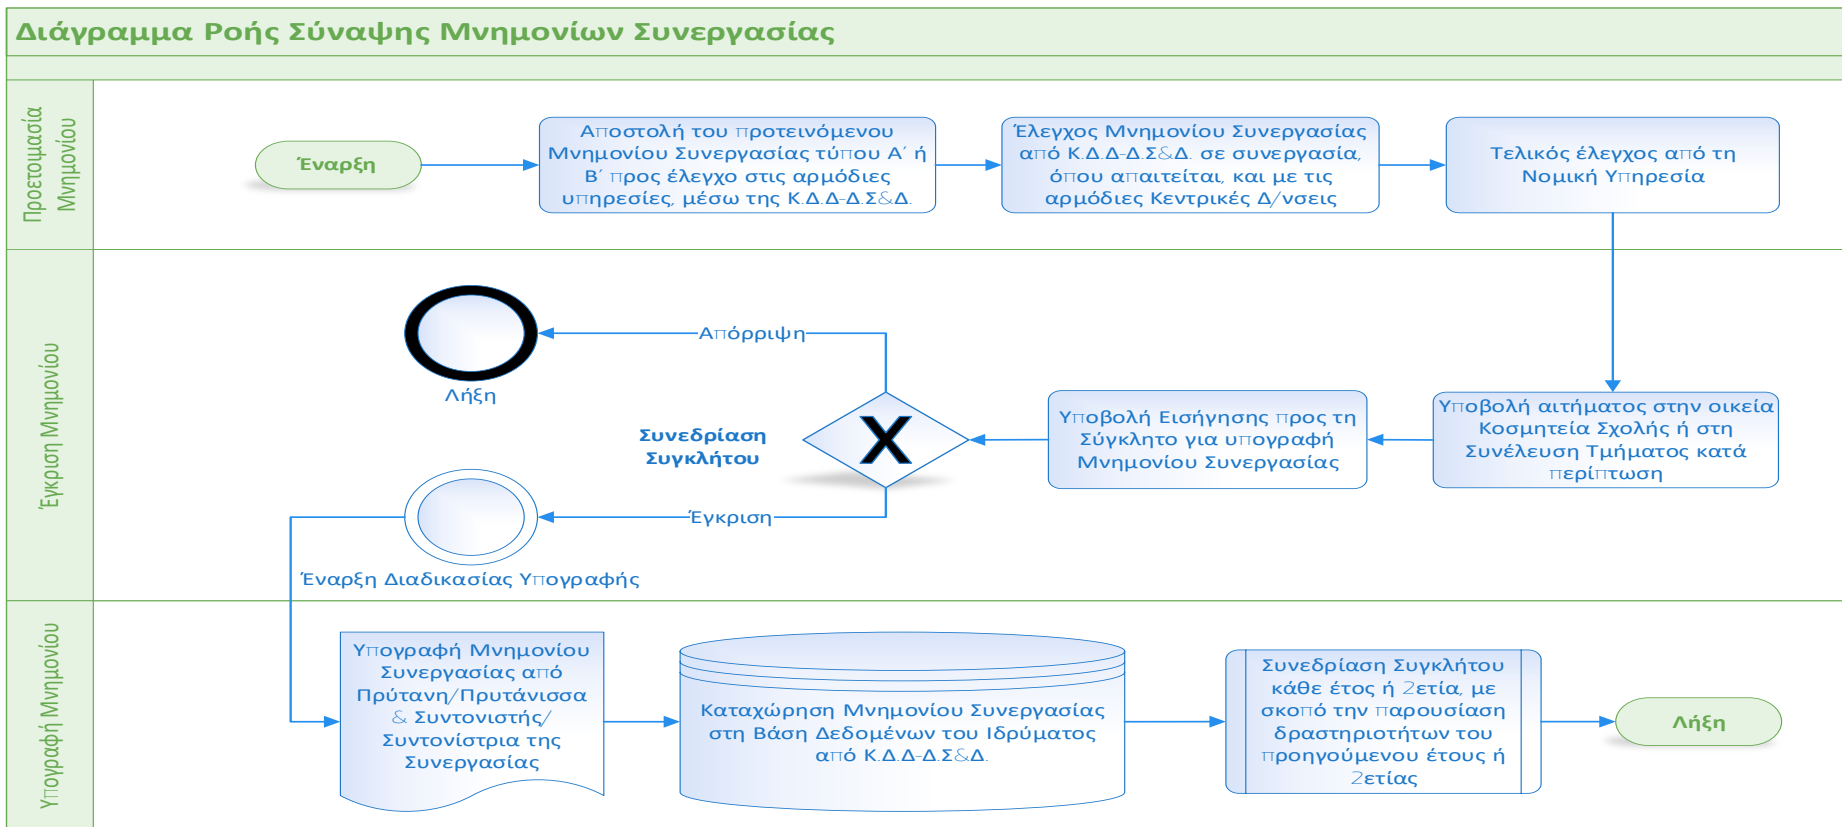 Διάγραμμα Ροής Σύναψης Μνημονίων Συνεργασίας
Προετοιμασία
Μνημονίου
Έναρξη
Αποστολή του προτεινόμενου
Μνημονίου Συνεργασίας τύπου Α΄ ή
Β΄ προς έλεγχο στις αρμόδιες
υπηρεσίες, μέσω της Κ.Δ.Δ-Δ.Σ&Δ.
Έλεγχος Μνημονίου Συνεργασίας
από Κ.Δ.Δ-Δ.Σ&Δ. σε συνεργασία,
όπου απαιτείται, και με τις
αρμόδιες Κεντρικές Δ/νσεις
Τελικός έλεγχος από τη
Νομική Υπηρεσία
Έγκριση Μνημονίου
Απόρριψη
Λήξη
Συνεδρίαση
Συγκλήτου
X
Υποβολή Εισήγησης προς τη
Σύγκλητο για υπογραφή
Μνημονίου Συνεργασίας
Υποβολή αιτήματος στην οικεία
Κοσμητεία Σχολής ή στη
Συνέλευση Τμήματος κατά
περίπτωση
Έγκριση
Έναρξη Διαδικασίας Υπογραφής
Υπογραφή Μνημονίου
Υπογραφή Μνημονίου
Συνεργασίας από
Πρύτανη/Πρυτάνισσα
& Συντονιστής/
Συντονίστρια της
Συνεργασίας
Καταχώρηση Μνημονίου Συνεργασίας
στη Βάση Δεδομένων του Ιδρύματος
από Κ.Δ.Δ-Δ.Σ&Δ.
Συνεδρίαση Συγκλήτου
κάθε έτος ή 2ετία, με
σκοπό την παρουσίαση
δραστηριοτήτων του
προηγούμενου έτους ή
2ετίας
Λήξη